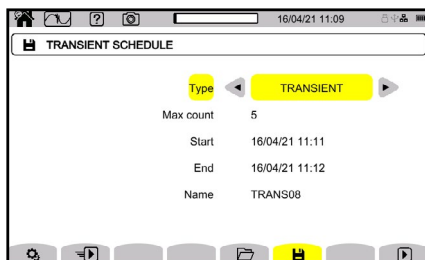 ? 16/04/21 11:09
TRANSIENT SCHEDULE
Type TRANSIENT
Max count 5
Start 16/04/21 11:11
End 16/04/21 11:12
Name TRANS08